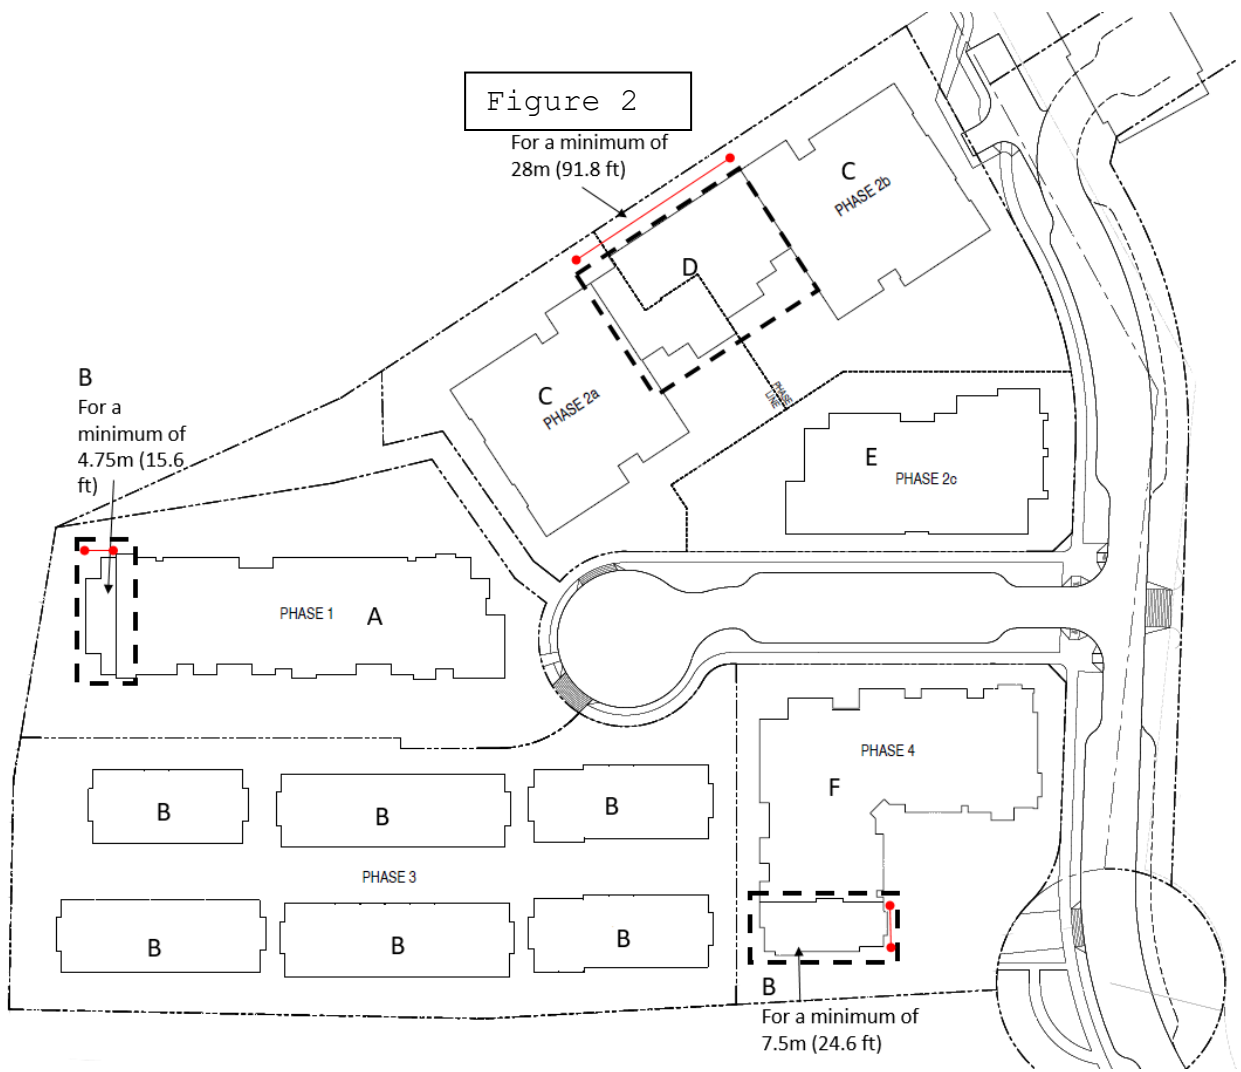 Figure 2
For a minimum of
28m (91.8 ft)
C
PHASE 2b
D
B
For a
minimum of
4.75m (15.6
ft)
C
PHASE 2a
PHASE
LINE
E
PHASE 2c
PHASE 1
A
PHASE 4
F
B
B
B
PHASE 3
B
B
B
B
For a minimum of
7.5m (24.6 ft)